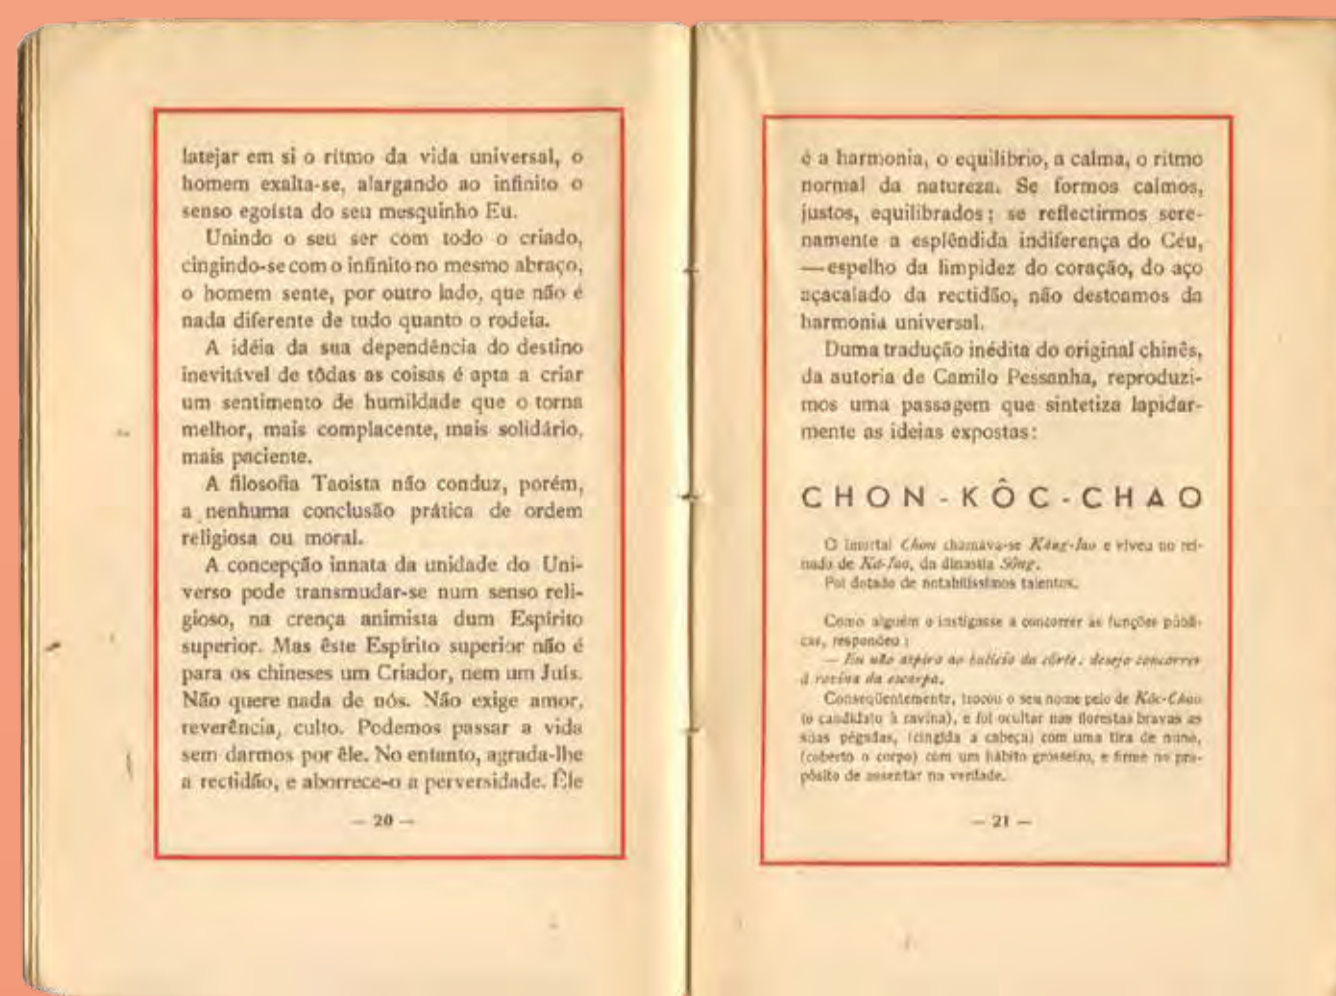 latejar em si o ritmo da vida universal, o
homem exalta-se, alargando ao infinito o
senso egoista do seu mesquinho Eu.
Unindo o seu ser com todo o criado,
cingindo-se com o infinito no mesmo abraço,
o homem sente, por outro lado, que não é
nada diferente de tudo quanto o rodeia.
A idéia da sua dependência do destino
inevitável de tôdas as coisas é apta a criar
um sentimento de humildade que o torna
melhor, mais complacente, mais solidário,
mais paciente.
A filosofia Taoista não conduz, porém,
a nenhuma conclusão prática de ordem
religiosa ou moral.
A concepção innata da unidade do Uni-
verso pode transmudar-se num senso reli-
gioso, na crença animista dum Espírito
superior. Mas êste Espírito superior não é
para os chineses um Criador, nem um Juís.
Não quere nada de nós. Não exige amor,
reverência, culto. Podemos passar a vida
sem darmos por êle. No entanto, agrada-lhe
a rectidão, e aborrece-o a perversidade. Êle
— 20 —
é a harmonia, o equilíbrio, a calma, o ritmo
normal da natureza. Se formos calmos,
justos, equilibrados; se reflectirmos sere-
namente a esplêndida indiferença do Céu,
—espelho da limpidez do coração, do aço
açacalado da rectidão, não destoamos da
harmonia universal.
Duma tradução inédita do original chinês,
da autoria de Camilo Pessanha, reproduzi-
mos uma passagem que sintetiza lapidar-
mente as ideias expostas:
CHON-KÔC-CHAO
O imortal Chon chamava-se e viveu no rei-
nado de da dinastia Sông.
Foi dotado de notabilíssimos talentos.
Como alguém o instigasse a concorrer às funções públi-
cas, respondeu:
— Eu não aspiro ao bulício da côrte: desejo concorrer
à ravina da escarpa.
Conseqüentemente, trocou o seu nome pelo de Kôc-Chao
(o candidato à ravina), e foi ocultar nas florestas bravas as
suas pégadas, (cingida a cabeça) com uma tira de
(coberto o corpo) com um hábito grosseiro, e firme no pro-
pósito de assentar na verdade.
— 21 —